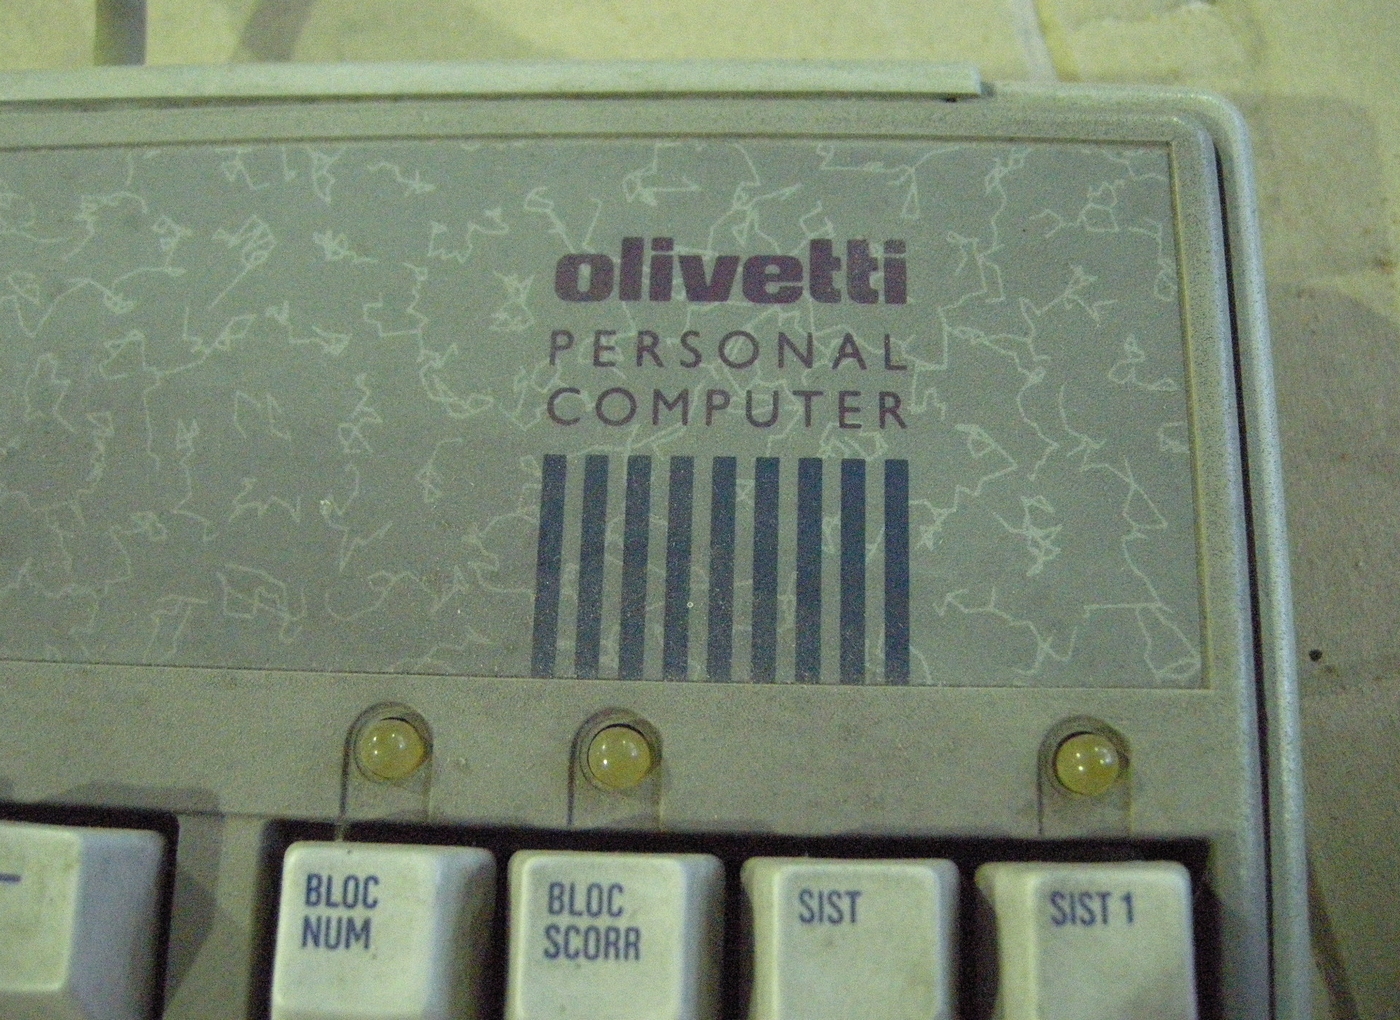 olivetti
PERSONAL
COMPUTER
BLOC
NUM
BLOC
SCORR
SIST
SIST 1